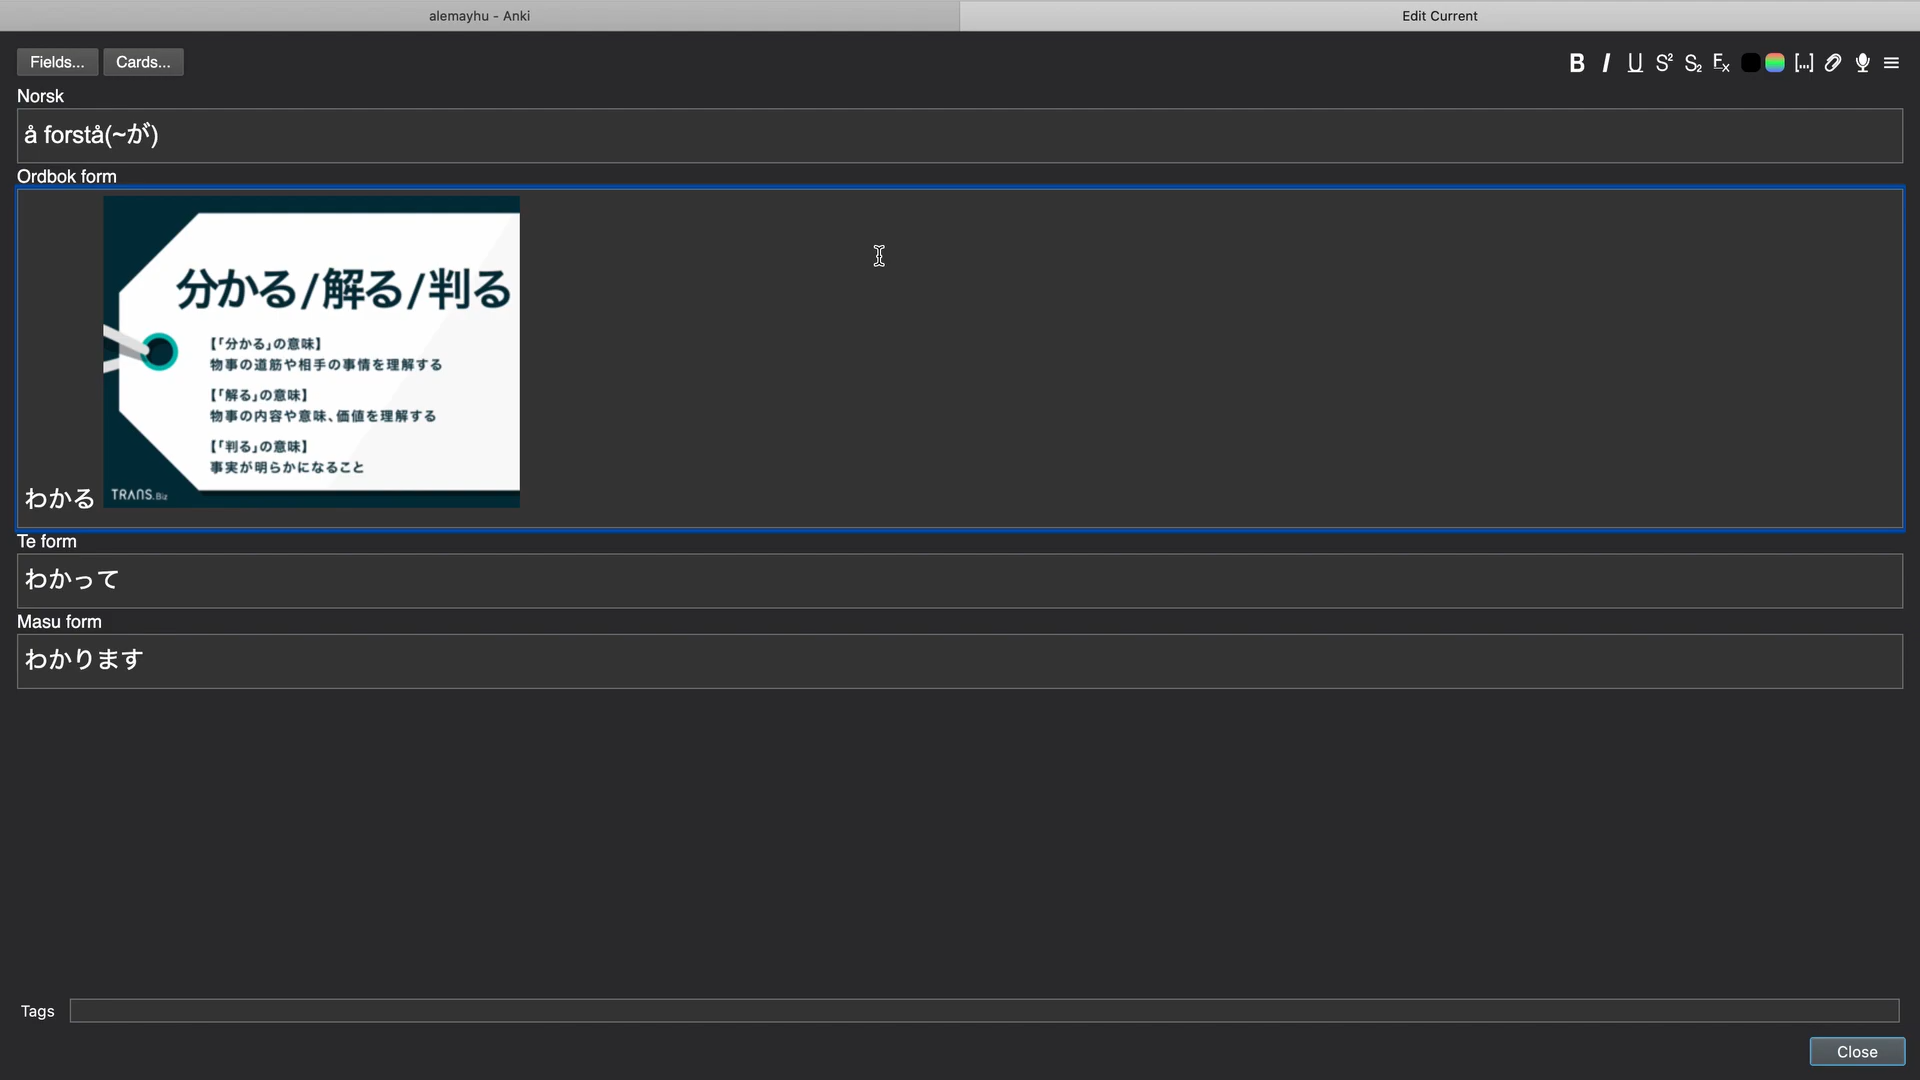 alemayhu - Anki
Edit Current
Fields...
Cards...
B I U S² S₂ Fx [...]
Norsk
å forstå(~が)
Ordbok form
分かる/解る/判る
【「分かる」の意味】
物事の道筋や相手の事情を理解する
【「解る」の意味】
物事の内容や意味、価値を理解する
【「判る」の意味】
事実が明らかになること
TRANS.Biz
わかる
Te form
わかって
Masu form
わかります
Tags
Close